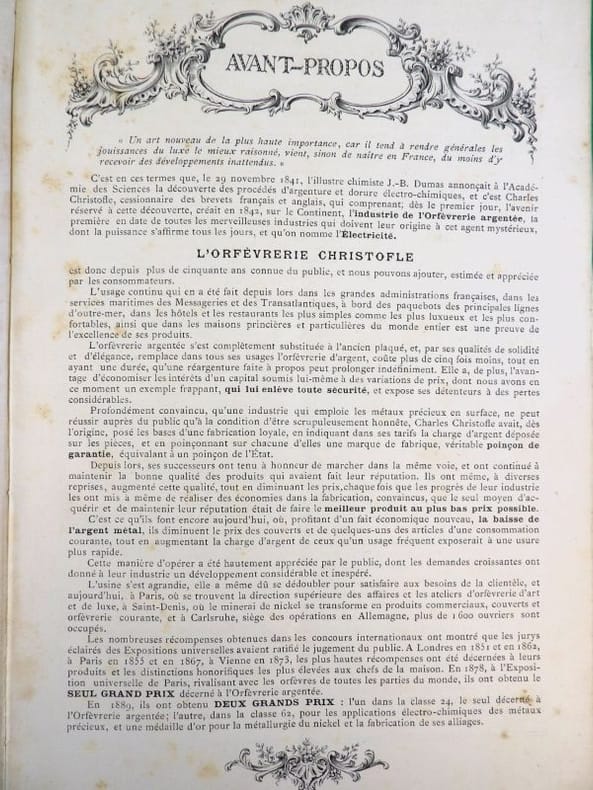 AVANT-PROPOS
« Un art nouveau de la plus haute importance, car il tend à rendre générales les
jouissances du luxe le mieux raisonné, vient, sinon de naître en France, du moins d'y
recevoir des développements inattendus. »
C'est en ces termes que, le 29 novembre 1841, l'illustre chimiste J.-B. Dumas annonçait à l'Acadé-
mie des Sciences la découverte des procédés d'argenture et dorure électro-chimiques, et c'est Charles
Christofle, cessionnaire des brevets français et anglais, qui comprenant, dès le premier jour, l'avenir
réservé à cette découverte, créait en 1842, sur le Continent, l'industrie de l'Orfèvrerie argentée, la
première en date de toutes les merveilleuses industries qui doivent leur origine à cet agent mystérieux,
dont la puissance s'affirme tous les jours, et qu'on nomme l'Électricité.
L'ORFÈVRERIE CHRISTOFLE
est donc depuis plus de cinquante ans connue du public, et nous pouvons ajouter, estimée et appréciée
par les consommateurs.
L'usage continu qui en a été fait depuis lors dans les grandes administrations françaises, dans les
services maritimes des Messageries et des Transatlantiques, à bord des paquebots des principales lignes
d'outre-mer, dans les hôtels et les restaurants les plus simples comme les plus luxueux et les plus con-
fortables, ainsi que dans les maisons princières et particulières du monde entier est une preuve de
l'excellence de ses produits.
L'orfèvrerie argentée s'est complètement substituée à l'ancien plaqué, et, par ses qualités de solidité
et d'élégance, remplace dans tous ses usages l'orfèvrerie d'argent, coûte plus de cinq fois moins, tout en
ayant une durée, qu'une réargenture faite à propos peut prolonger indéfiniment. Elle a, de plus, l'avan-
tage d'économiser les intérêts d'un capital soumis lui-même à des variations de prix, dont nous avons en
ce moment un exemple frappant, qui lui enlève toute sécurité, et expose ses détenteurs à des pertes
considérables.
Profondément convaincu, qu'une industrie qui emploie les métaux précieux en surface, ne peut
réussir auprès du public qu'à la condition d'être scrupuleusement honnête, Charles Christofle avait, dès
l'origine, posé les bases d'une fabrication loyale, en indiquant dans ses tarifs la charge d'argent déposée
sur les pièces, et en poinçonnant sur chacune d'elles une marque de fabrique, véritable poinçon de
garantie, équivalant à un poinçon de l'État.
Depuis lors, ses successeurs ont tenu à honneur de marcher dans la même voie, et ont continué à
maintenir la bonne qualité des produits qui avaient fait leur réputation. Ils ont même, à diverses
reprises, augmenté cette qualité, tout en diminuant les prix,chaque fois que les progrès de leur industrie
les ont mis à même de réaliser des économies dans la fabrication, convaincus, que le seul moyen d'ac-
quérir et de maintenir leur réputation était de faire le meilleur produit au plus bas prix possible.
C'est ce qu'ils font encore aujourd'hui, où, profitant d'un fait économique nouveau, la baisse de
l'argent métal, ils diminuent le prix des couverts et de quelques-uns des articles d'une consommation
courante, tout en augmentant la charge d'argent de ceux qu'un usage fréquent exposerait à une usure
plus rapide.
Cette manière d'opérer a été hautement appréciée par le public, dont les demandes croissantes ont
donné à leur industrie un développement considérable et inespéré.
L'usine s'est agrandie, elle a même dû se dédoubler pour satisfaire aux besoins de la clientèle, et
aujourd'hui, à Paris, où se trouvent la direction supérieure des affaires et les ateliers d'orfèvrerie d'art
et de luxe, à Saint-Denis, où le minerai de nickel se transforme en produits commerciaux, couverts et
orfèvrerie courante, et à Carlsruhe, siège des opérations en Allemagne, plus de 1600 ouvriers sont
occupés.
Les nombreuses récompenses obtenues dans les concours internationaux ont montré que les jurys
éclairés des Expositions universelles avaient ratifié le jugement du public. A Londres en 1851 et en 1862,
à Paris en 1855 et en 1867, à Vienne en 1873, les plus hautes récompenses ont été décernées à leurs
produits et les distinctions honorifiques les plus élevées aux chefs de la maison. En 1878, à l'Exposi-
tion universelle de Paris, rivalisant avec les orfèvres de toutes les parties du monde, ils ont obtenu le
SEUL GRAND PRIX décerné à l'Orfèvrerie argentée.
En 1889, ils ont obtenu DEUX GRANDS PRIX : l'un dans la classe 24, le seul décerné à
l'Orfèvrerie argentée; l'autre, dans la classe 62, pour les applications électro-chimiques des métaux
précieux, et une médaille d'or pour la métallurgie du nickel et la fabrication de ses alliages.